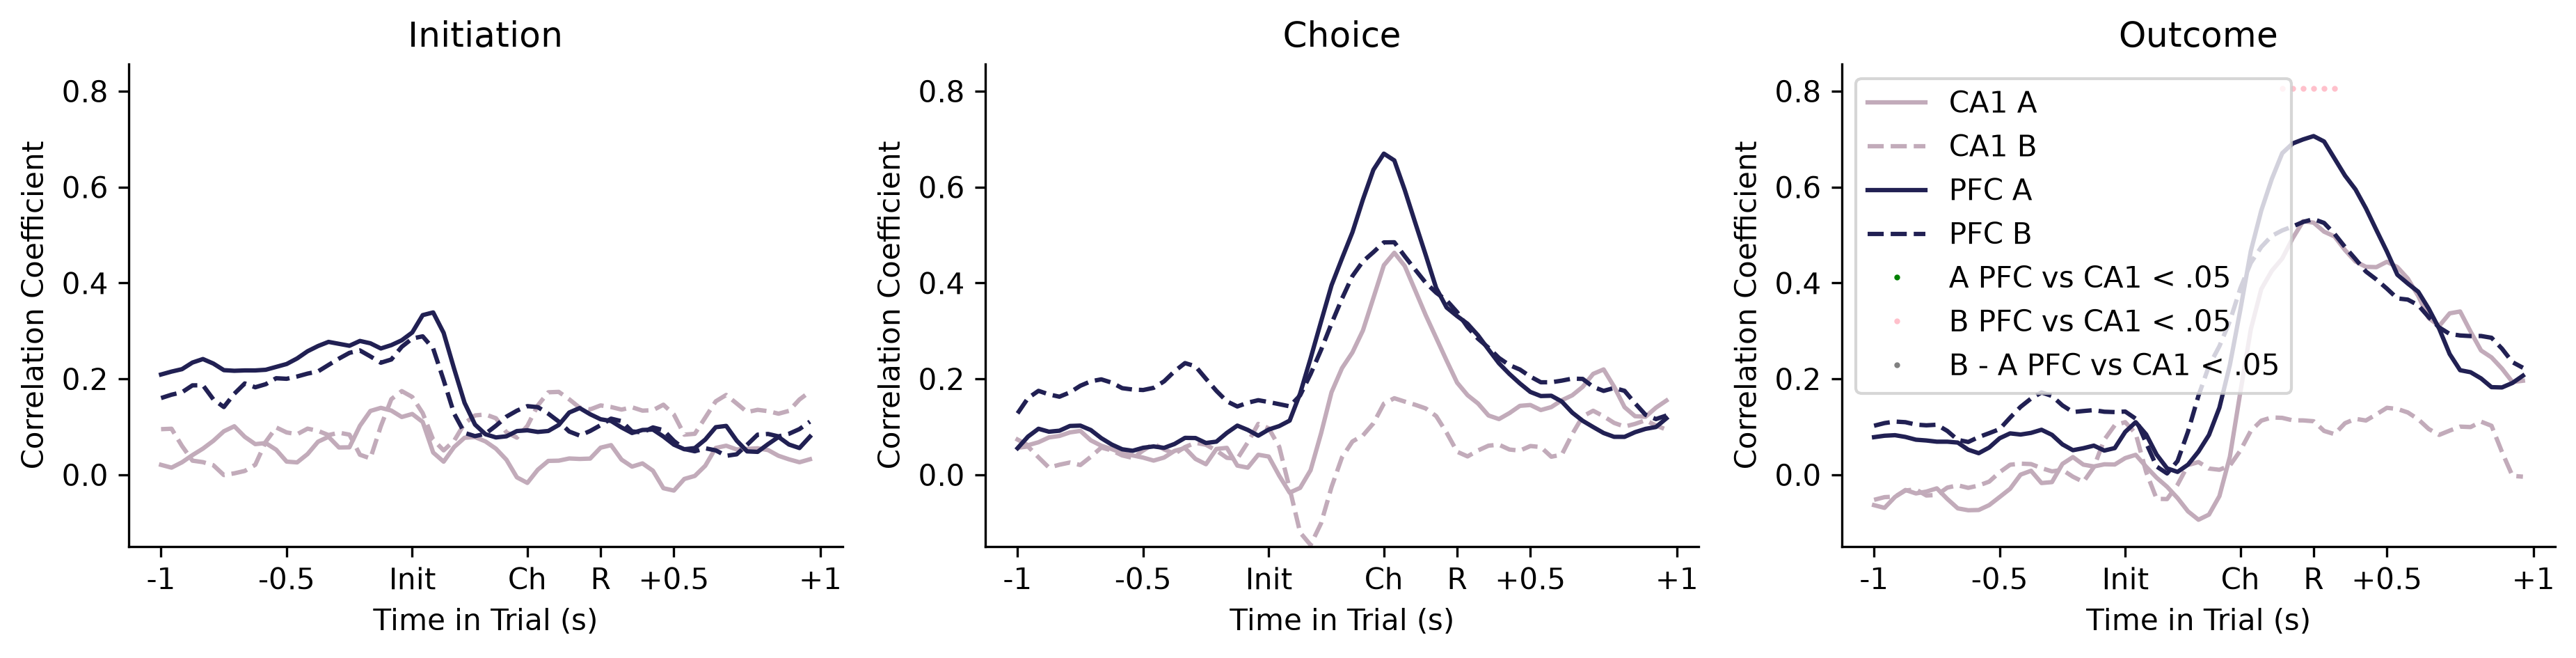 Initiation
Correlation Coefficient
0.8
0.6
0.4
0.2
0.0
-1 -0.5 Init Ch R +0.5 +1
Time in Trial (s)
Choice
Correlation Coefficient
0.8
0.6
0.4
0.2
0.0
-1 -0.5 Init Ch R +0.5 +1
Time in Trial (s)
Outcome
Correlation Coefficient
0.8
0.6
0.4
0.2
0.0
CA1 A
CA1 B
PFC A
PFC B
A PFC vs CA1 < .05
B PFC vs CA1 < .05
B - A PFC vs CA1 < .05
-1 -0.5 Init Ch R +0.5 +1
Time in Trial (s)